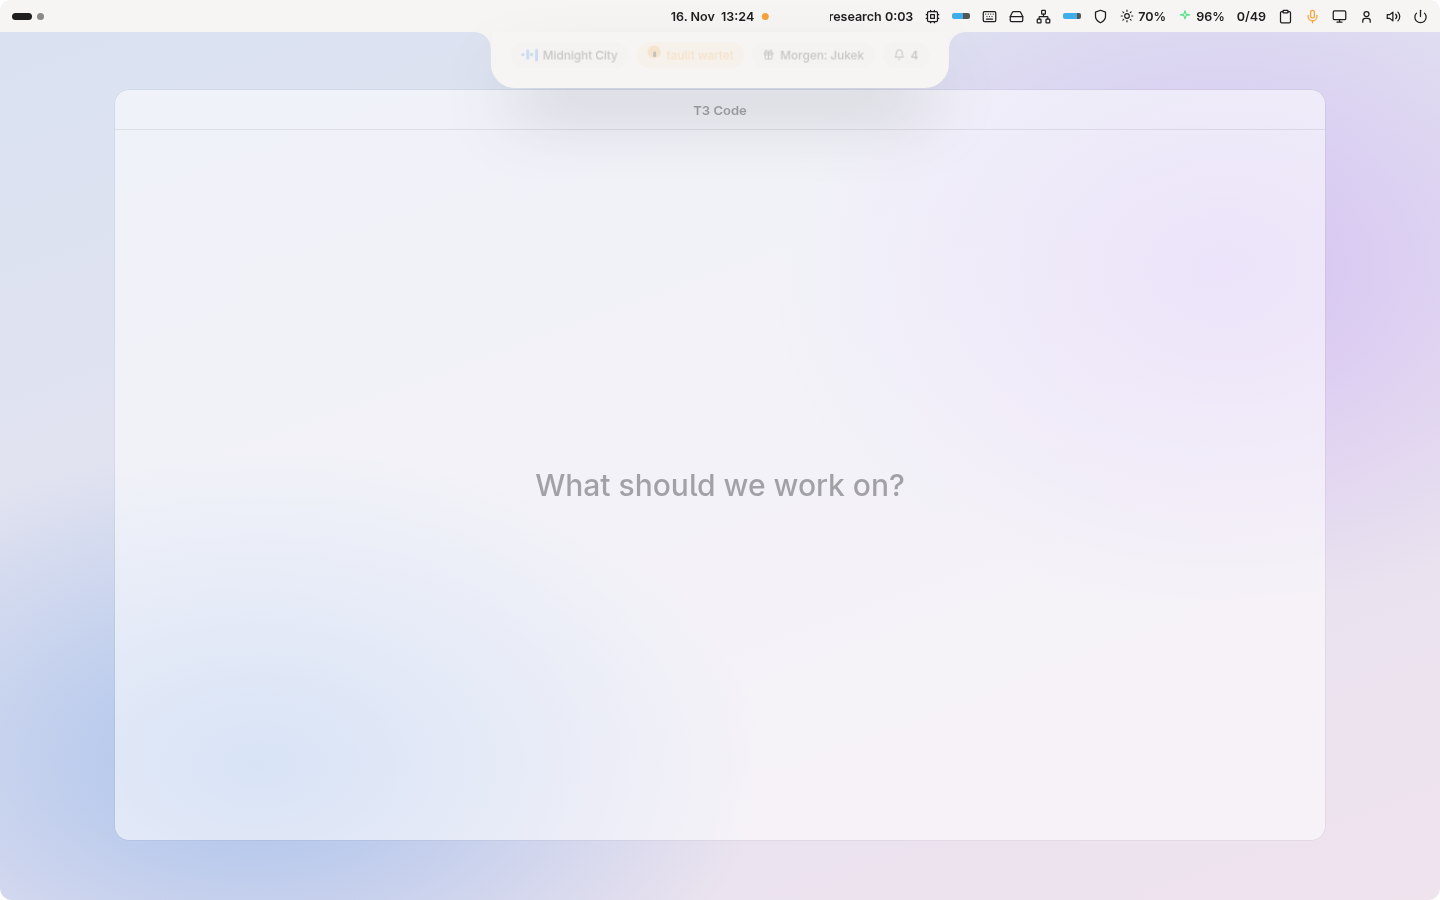 16. Nov 13:24
research 0:03
70%
96%
0/49
Midnight City
wartet
Morgen: Jukek
4
T3 Code
What should we work on?